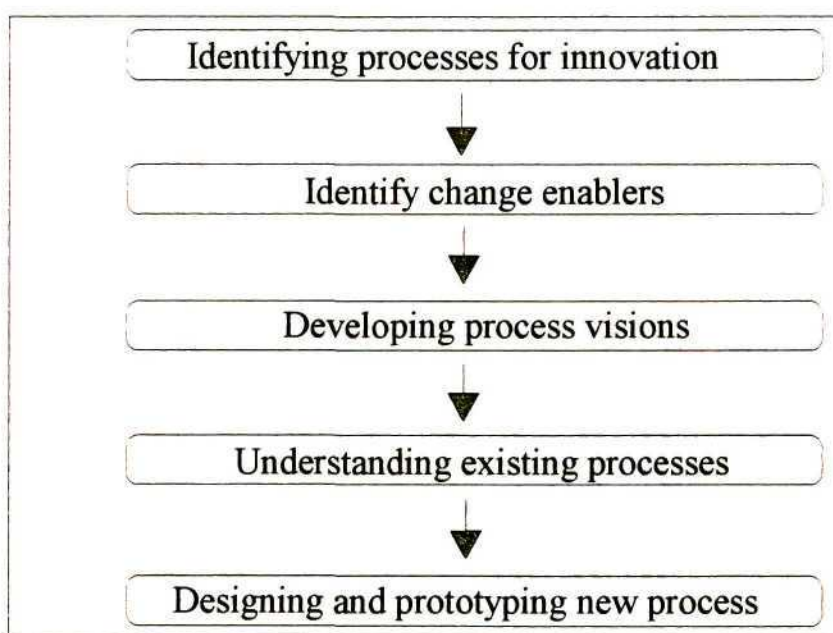 Identifying processes for innovation
Identify change enablers
Developing process visions
Understanding existing processes
Designing and prototyping new process